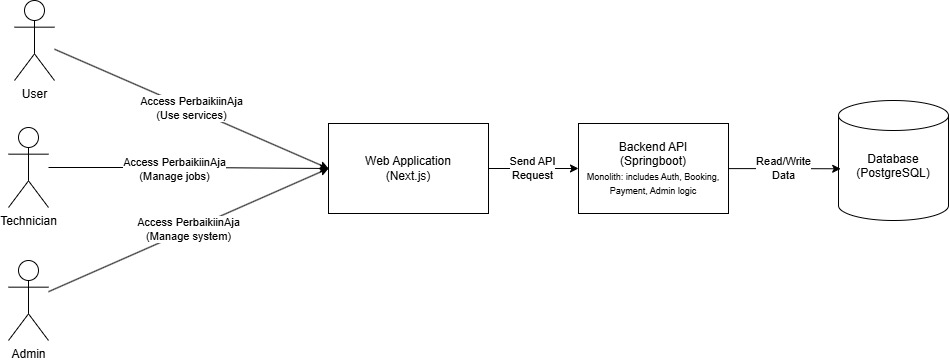 User
Access PerbaikiinAja
(Use services)
Technician
Access PerbaikiinAja
(Manage jobs)
Admin
Access PerbaikiinAja
(Manage system)
Web Application
(Next.js)
Send API
Request
Backend API
(Springboot)
Monolith: includes Auth, Booking,
Payment, Admin logic
Read/Write
Data
Database
(PostgreSQL)